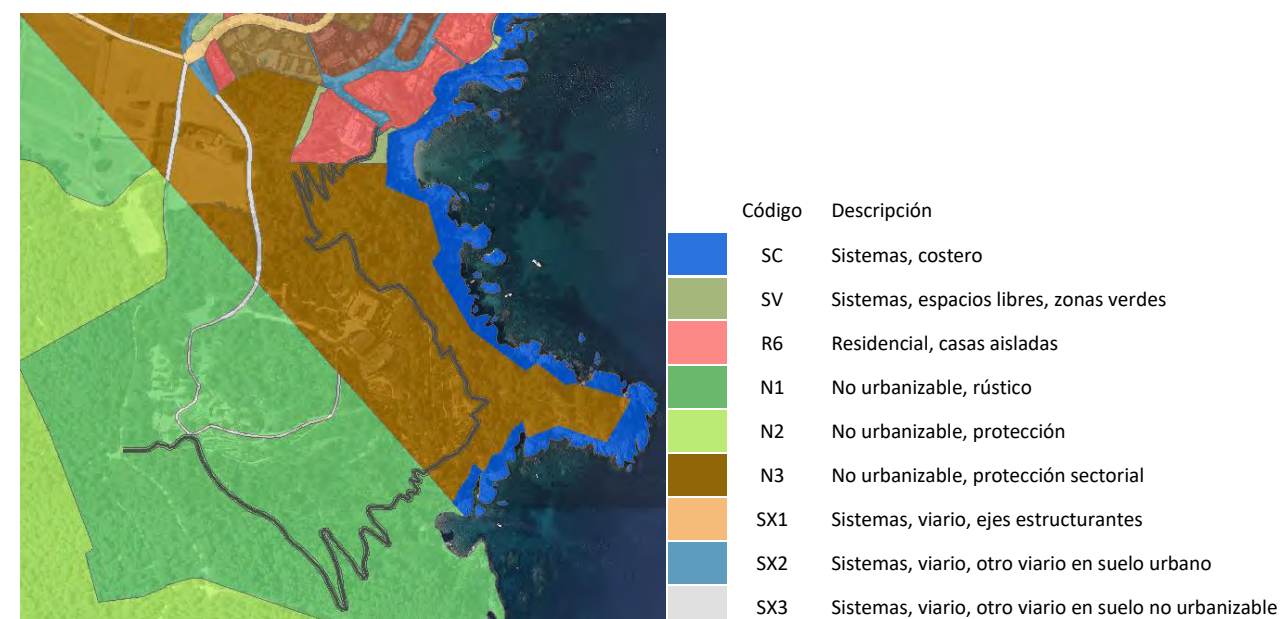 Código Descripción
SC Sistemas, costero
SV Sistemas, espacios libres, zonas verdes
R6 Residencial, casas aisladas
N1 No urbanizable, rústico
N2 No urbanizable, protección
N3 No urbanizable, protección sectorial
SX1 Sistemas, viario, ejes estructurantes
SX2 Sistemas, viario, otro viario en suelo urbano
SX3 Sistemas, viario, otro viario en suelo no urbanizable